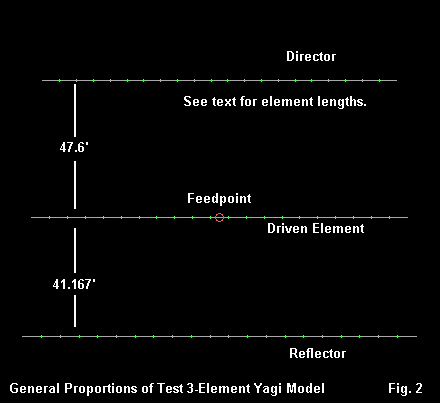 Director
See text for element lengths.
47.6'
Feedpoint
Driven Element
41.167'
Reflector
General Proportions of Test 3-Element Yagi Model Fig. 2